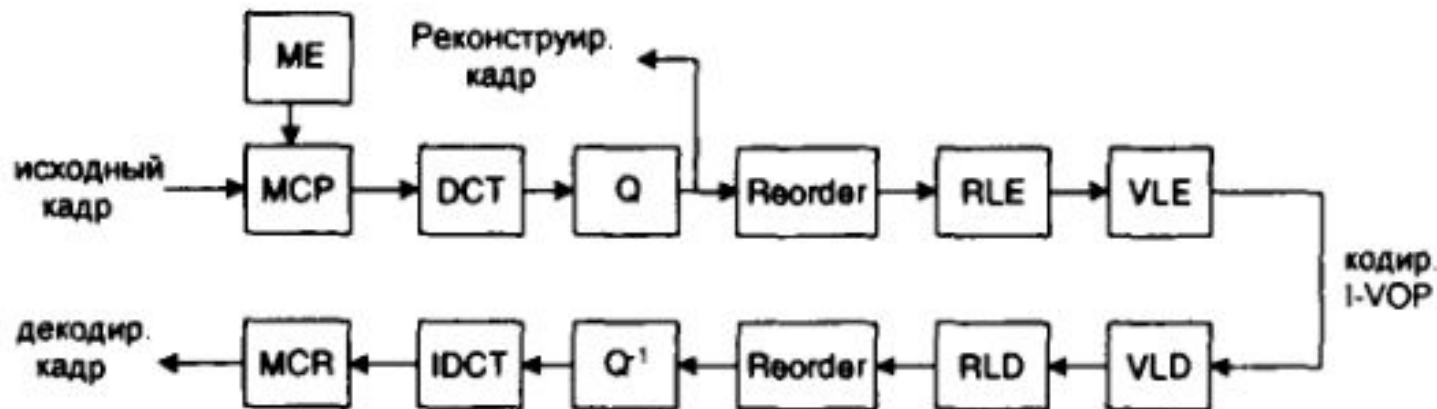 ME
Реконструир.
кадр
исходный
кадр
MCP
DCT
Q
Reorder
RLE
VLE
кодир.
I-VOP
декодир.
кадр
MCR
IDCT
Q-1
Reorder
RLD
VLD